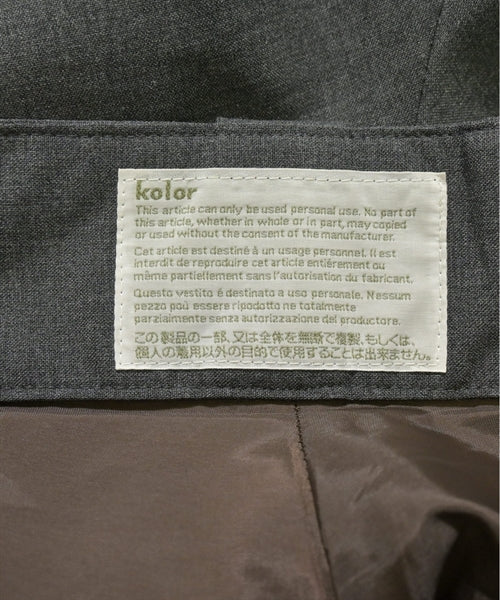 kolor
This article can only be used personal use. No part of
this article, whether in whole or in part, may copied
or used without the consent of the manufacturer.
Cet article est destiné à un usage personnel. Il est
interdit de reproduire cet article entiérement ou
même partiellement sans l'autorisation du fabricant.
Questo vestito é destinato a uso personale. Nessum
pezzo può essere ripodotto ne totalmente
parzialmente senza autorizzazione del productore.
この製品の一部、又は全体を無断で複製、もしくは、
個人の着用以外の目的で使用することは出来ません。